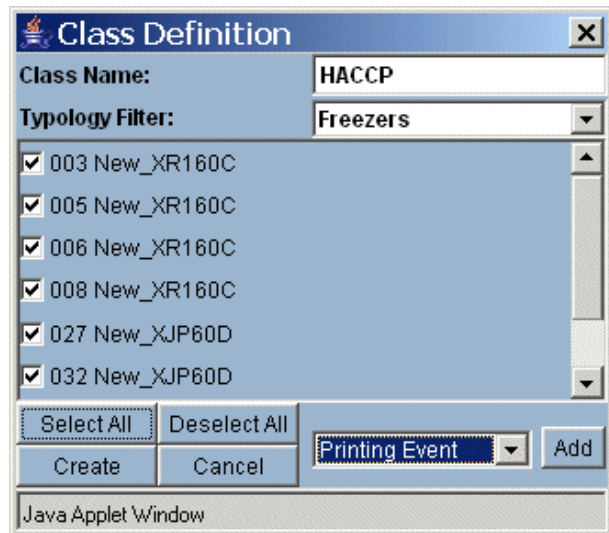 Class Definition
Class Name: HACCP
Typology Filter: Freezers
003 New_XR160C
005 New_XR160C
006 New_XR160C
008 New_XR160C
027 New_XJP60D
032 New_XJP60D
Select All Deselect All
Printing Event Add
Create Cancel
Java Applet Window